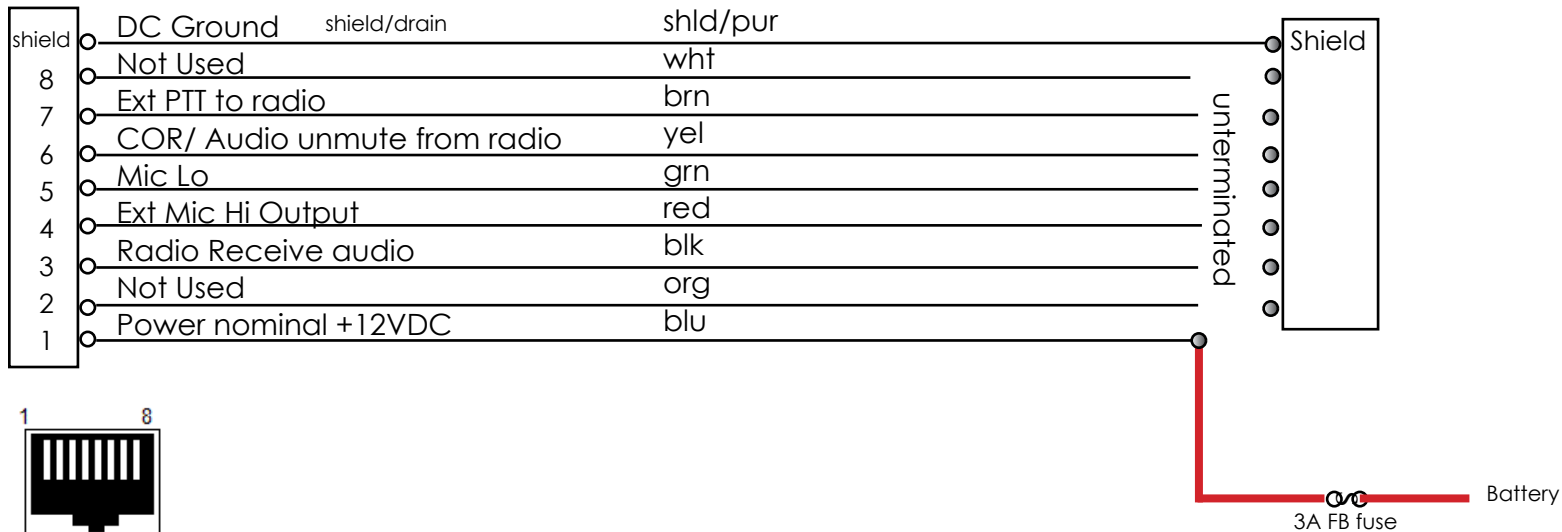 shield DC Ground shield/drain shld/pur Shield
8 Not Used wht
7 Ext PTT to radio brn
6 COR/ Audio unmute from radio yel
5 Mic Lo grn
4 Ext Mic Hi Output red
3 Radio Receive audio blk
2 Not Used org
1 Power nominal +12VDC blu
unterminated
1 8
Battery
3A FB fuse